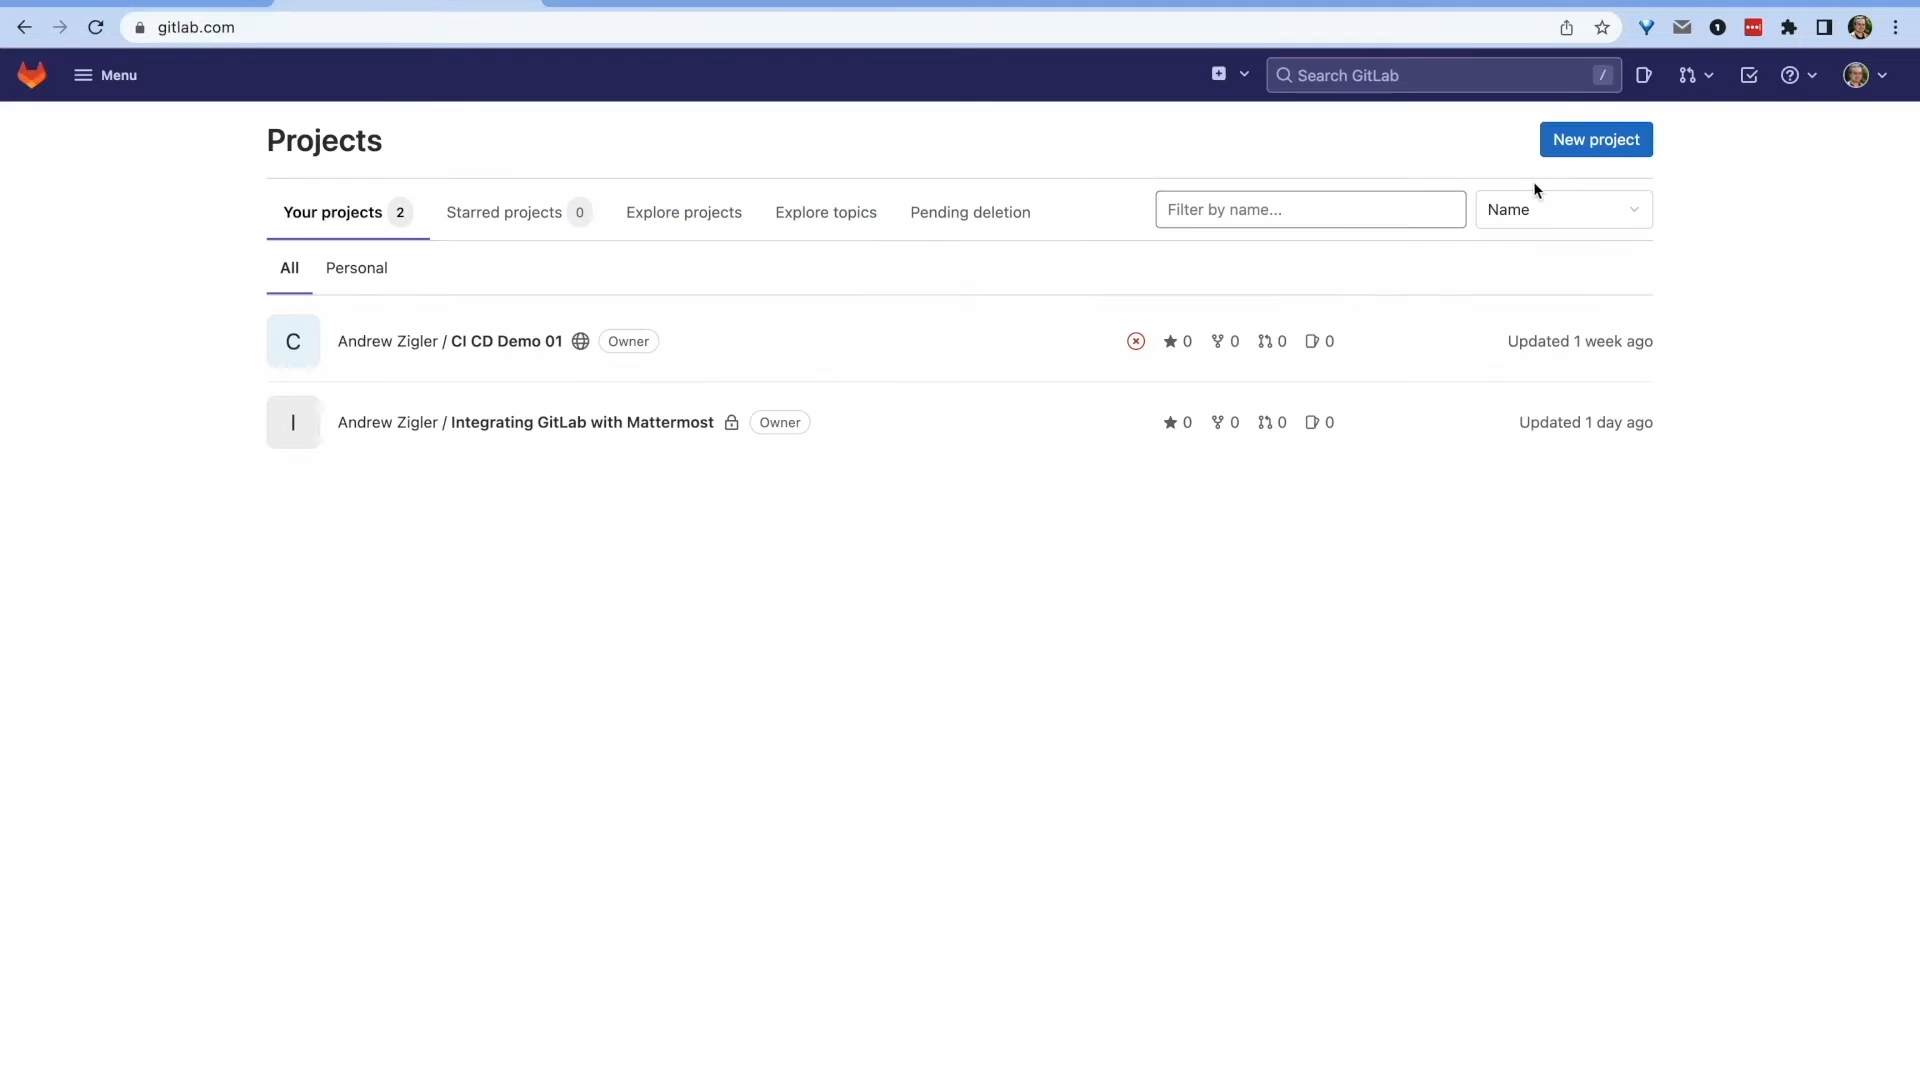 gitlab.com
Menu
Search GitLab /
Projects
New project
Your projects 2 Starred projects 0 Explore projects Explore topics Pending deletion Filter by name... Name
All Personal
C Andrew Zigler / CI CD Demo 01 Owner 0 0 0 0 Updated 1 week ago
I Andrew Zigler / Integrating GitLab with Mattermost Owner 0 0 0 0 Updated 1 day ago